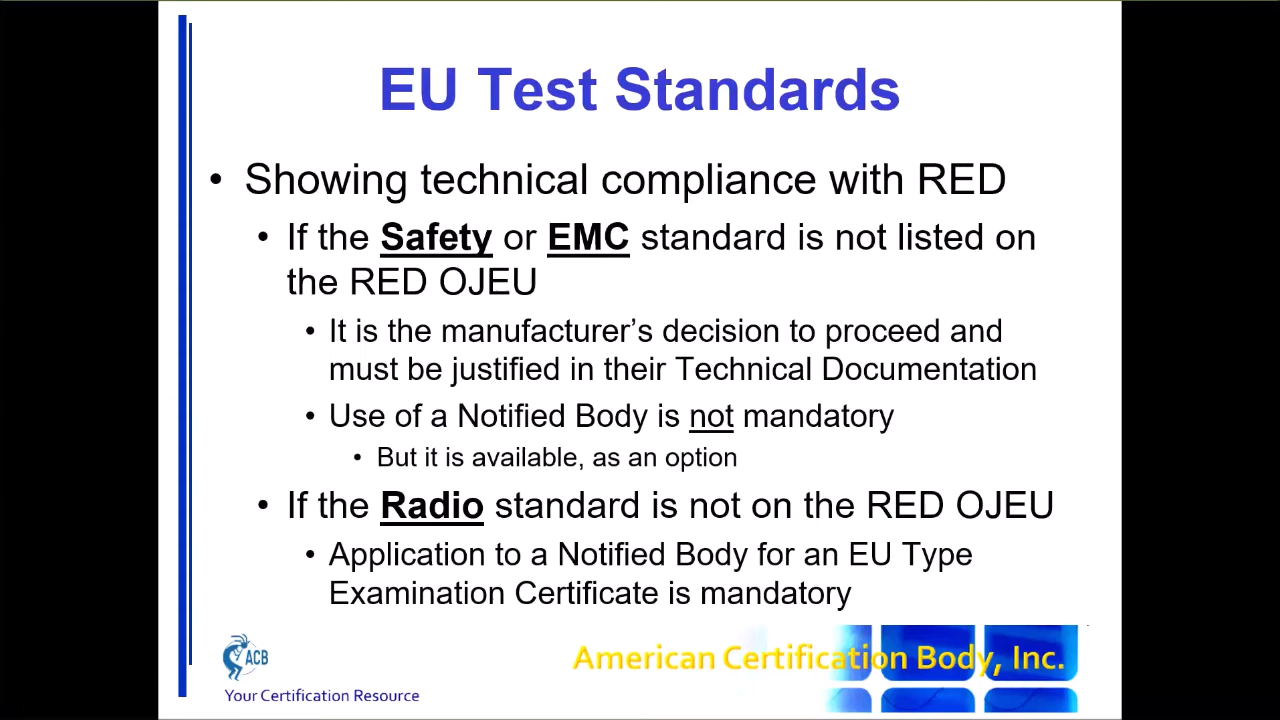 EU Test Standards
• Showing technical compliance with RED
• If the Safety or EMC standard is not listed on
the RED OJEU
• It is the manufacturer’s decision to proceed and
must be justified in their Technical Documentation
• Use of a Notified Body is not mandatory
• But it is available, as an option
• If the Radio standard is not on the RED OJEU
• Application to a Notified Body for an EU Type
Examination Certificate is mandatory
ACB
American Certification Body, Inc.
Your Certification Resource